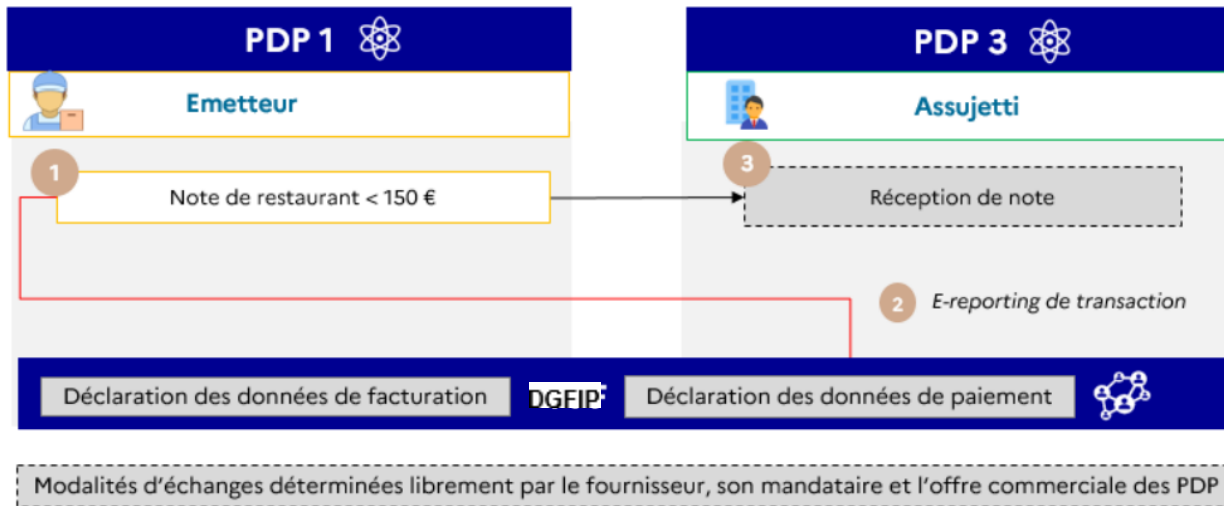 PDP 1
PDP 3
Emetteur
Assujetti
1
3
Note de restaurant < 150 €
Réception de note
2
E-reporting de transaction
Déclaration des données de facturation
DGFIP
Déclaration des données de paiement
Modalités d’échanges déterminées librement par le fournisseur, son mandataire et l’offre commerciale des PDP